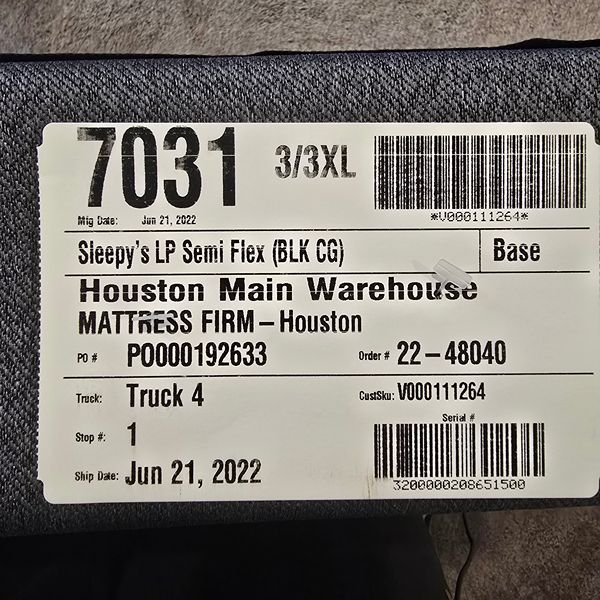 7031 3/3XL
*V000111264*
Mfg Date: Jun 21, 2022
Sleepy's LP Semi Flex (BLK CG) Base
Houston Main Warehouse
MATTRESS FIRM – Houston
PO # PO000192633 Order # 22-48040
Truck: Truck 4 CustSku: V000111264
Stop #: 1
Serial #
Ship Date: Jun 21, 2022
3200000208651500